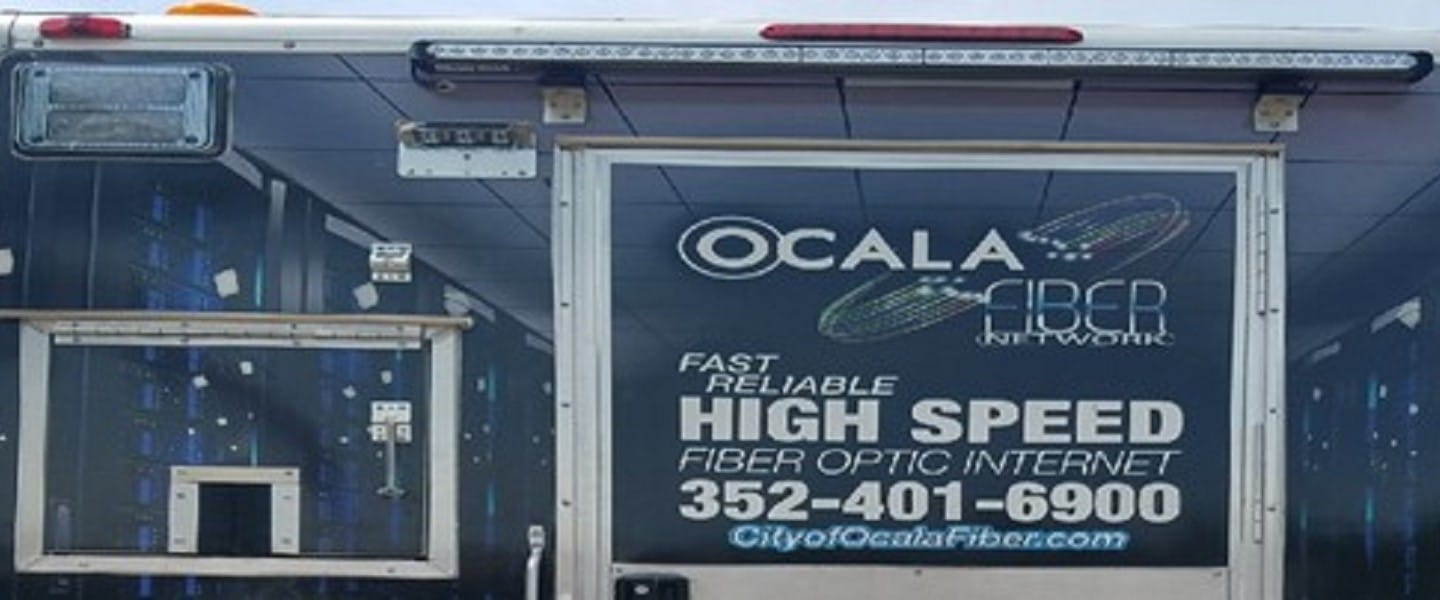 OCALA
FIBER
NETWORK
FAST
RELIABLE
HIGH SPEED
FIBER OPTIC INTERNET
352-401-6900
CityofOcalaFiber.com